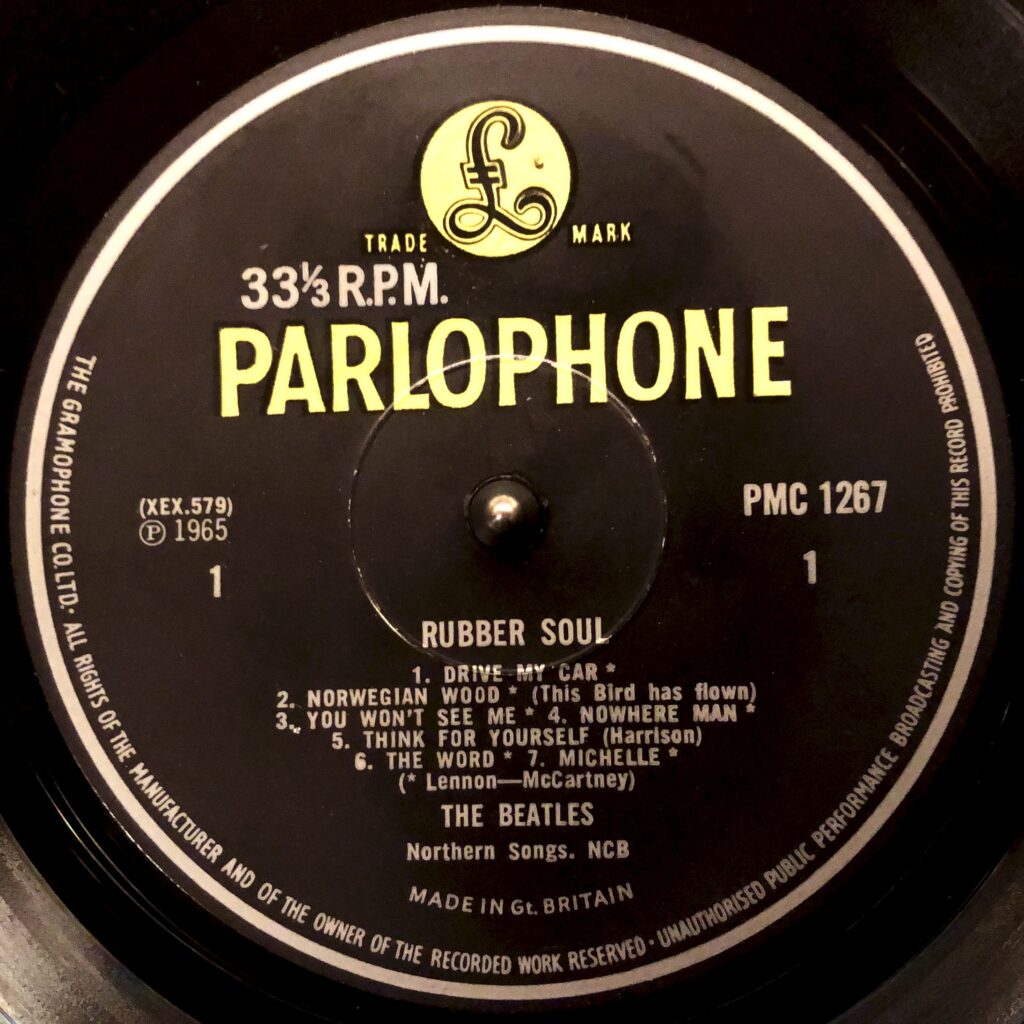 £
TRADE MARK
33⅓ R.P.M.
PARLOPHONE
(XEX.579)
℗ 1965
1
PMC 1267
1
RUBBER SOUL
1. DRIVE MY CAR *
2. NORWEGIAN WOOD * (This Bird has flown)
3. YOU WON'T SEE ME * 4. NOWHERE MAN *
5. THINK FOR YOURSELF (Harrison)
6. THE WORD * 7. MICHELLE *
(* Lennon—McCartney)
THE BEATLES
Northern Songs. NCB
MADE IN Gt. BRITAIN
THE GRAMOPHONE CO. LTD. · ALL RIGHTS OF THE MANUFACTURER AND OF THE OWNER OF THE RECORDED WORK RESERVED · UNAUTHORISED PUBLIC PERFORMANCE BROADCASTING AND COPYING OF THIS RECORD PROHIBITED